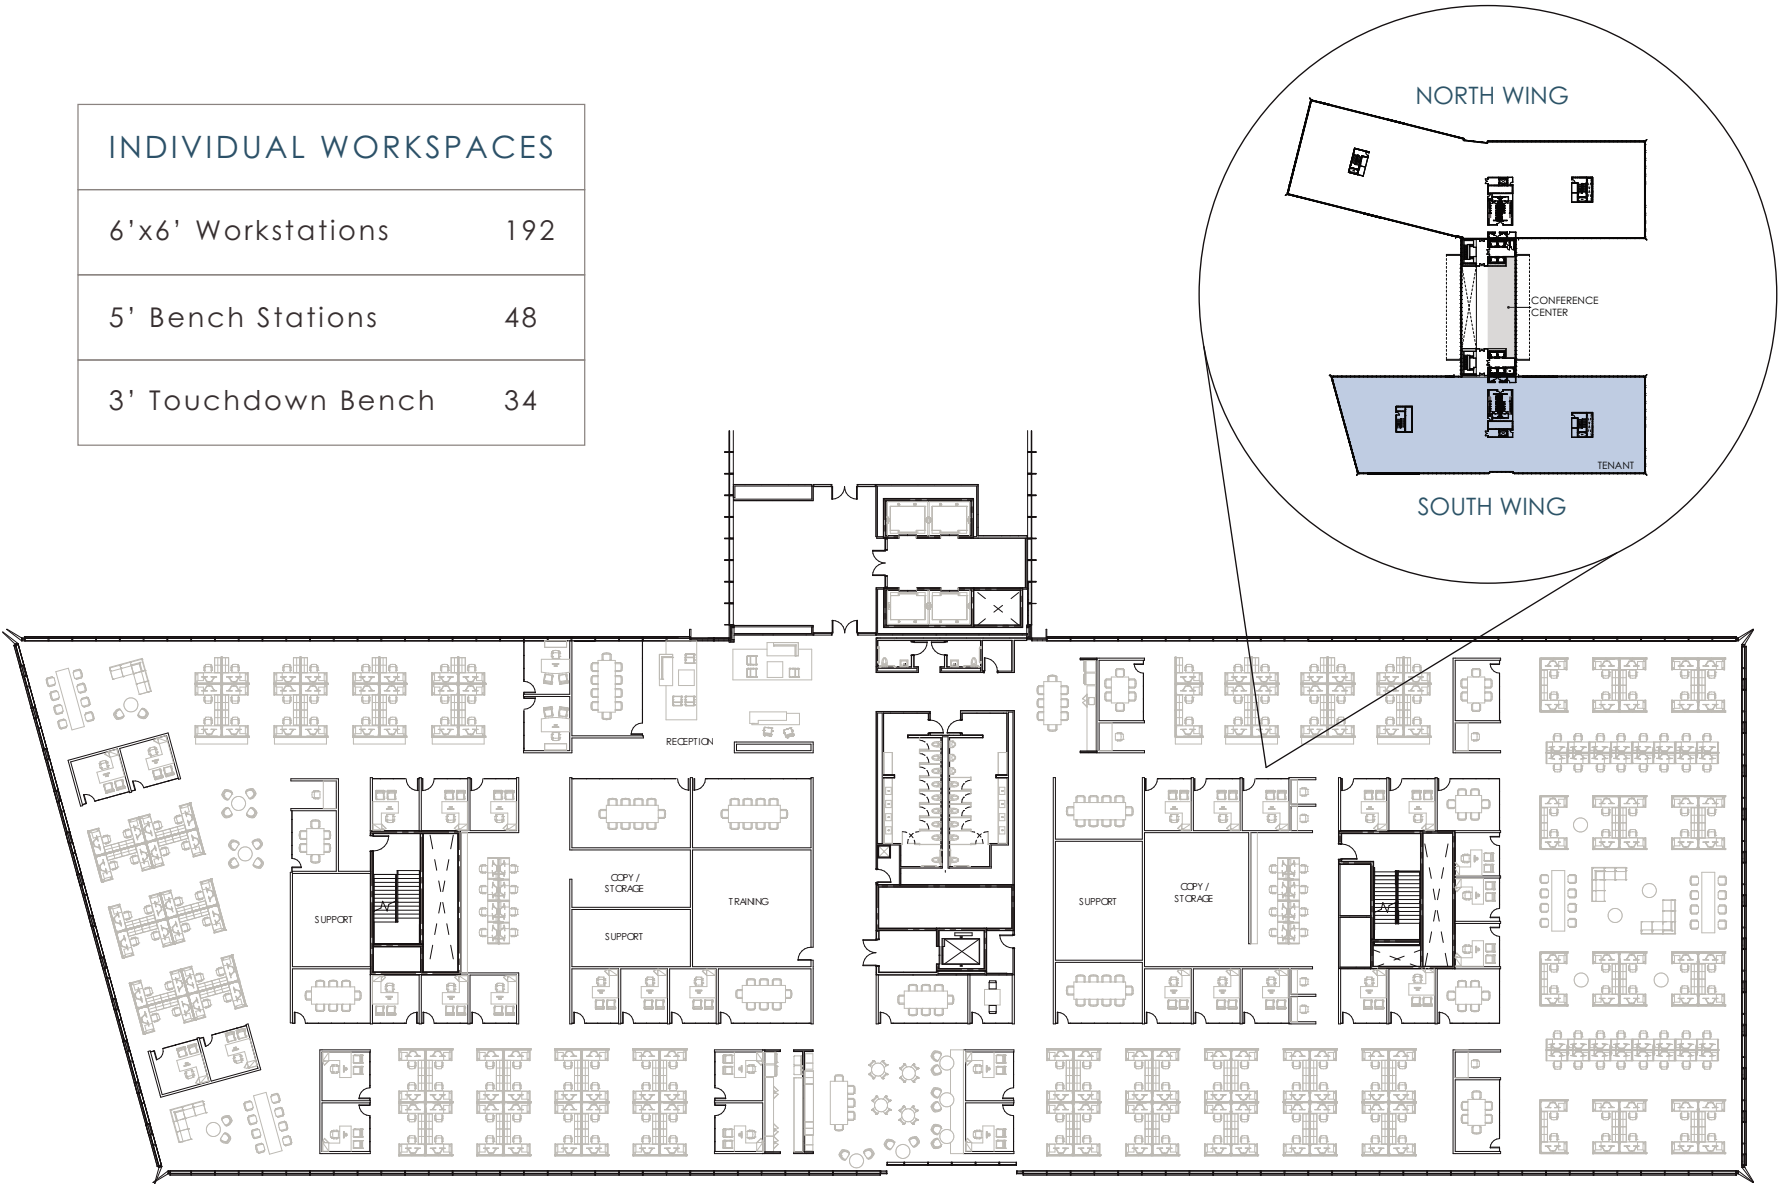 INDIVIDUAL WORKSPACES
6’x6’ Workstations 192
5’ Bench Stations 48
3’ Touchdown Bench 34
NORTH WING
CONFERENCE
CENTER
TENANT
SOUTH WING
RECEPTION
SUPPORT
COPY /
STORAGE
SUPPORT
TRAINING
SUPPORT
COPY /
STORAGE